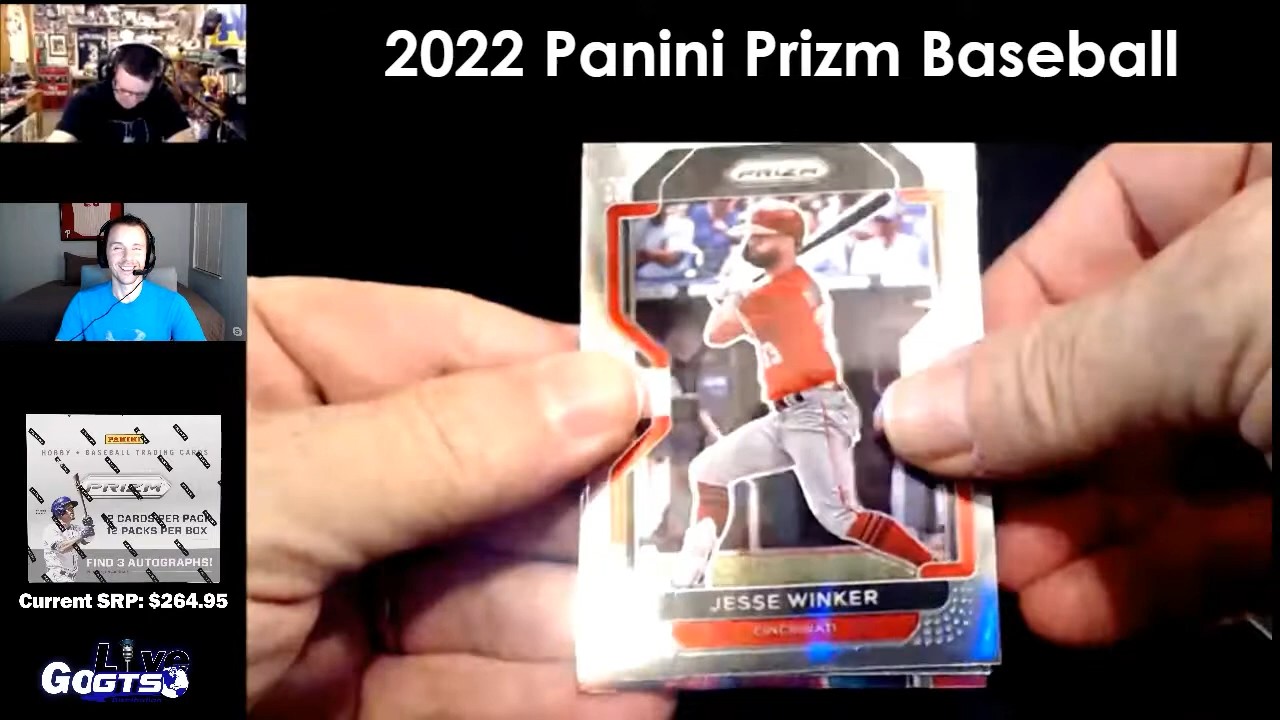 2022 Panini Prizm Baseball
PRIZM
33
JESSE WINKER
CINCINNATI
PANINI
HOBBY • BASEBALL TRADING CARDS
PRIZM
CARDS PER PACK
12 PACKS PER BOX
FIND 3 AUTOGRAPHS!
Current SRP: $264.95
Live
GoGTS